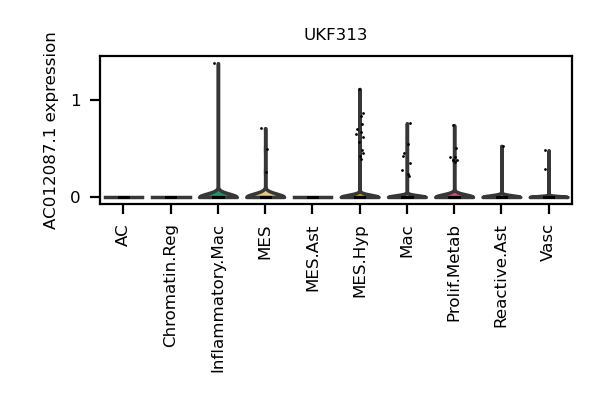 UKF313
AC012087.1 expression
1
0
AC
Chromatin.Reg
Inflammatory.Mac
MES
MES.Ast
MES.Hyp
Mac
Prolif.Metab
Reactive.Ast
Vasc